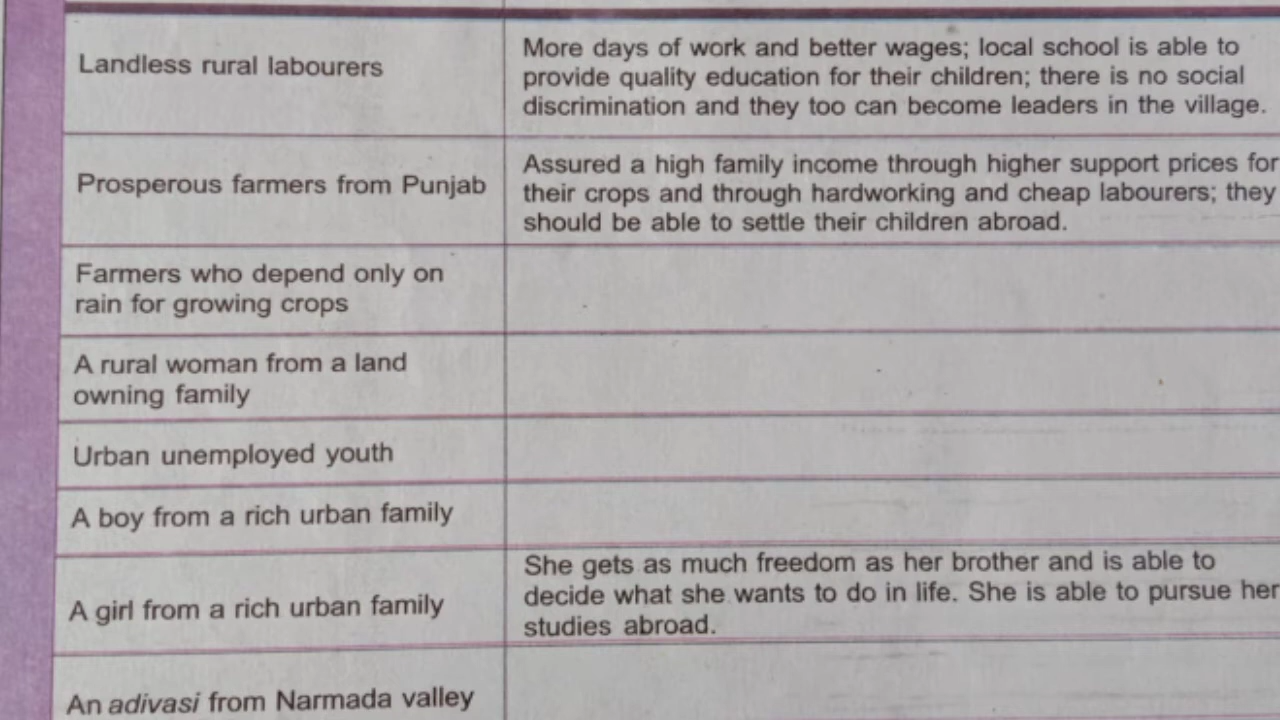 Landless rural labourers
More days of work and better wages; local school is able to
provide quality education for their children; there is no social
discrimination and they too can become leaders in the village.
Prosperous farmers from Punjab
Assured a high family income through higher support prices for
their crops and through hardworking and cheap labourers; they
should be able to settle their children abroad.
Farmers who depend only on
rain for growing crops
A rural woman from a land
owning family
Urban unemployed youth
A boy from a rich urban family
A girl from a rich urban family
She gets as much freedom as her brother and is able to
decide what she wants to do in life. She is able to pursue her
studies abroad.
An adivasi from Narmada valley